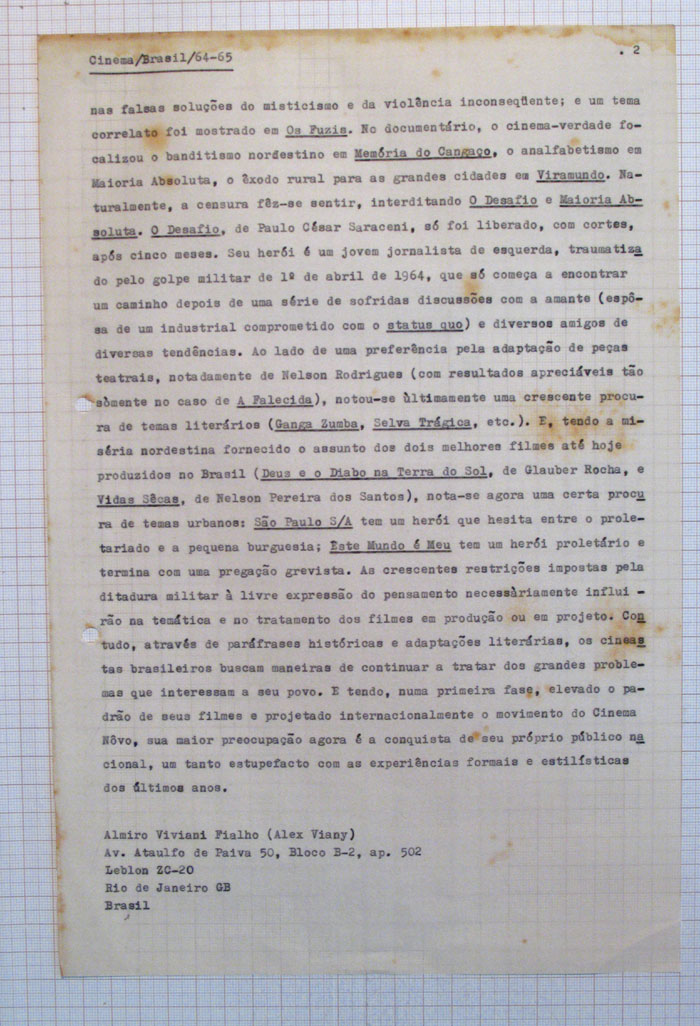 Cinema/Brasil/64-65
. 2
nas falsas soluções do misticismo e da violência inconseqüente; e um tema
correlato foi mostrado em Os Fuzis. No documentário, o cinema-verdade fo-
calizou o banditismo nordestino em Memória do Cangaço, o analfabetismo em
Maioria Absoluta, o êxodo rural para as grandes cidades em Viramundo. Na-
turalmente, a censura fêz-se sentir, interditando O Desafio e Maioria Ab-
soluta. O Desafio, de Paulo César Saraceni, só foi liberado, com cortes,
após cinco meses. Seu herói é um jovem jornalista de esquerda, traumatiza
do pelo golpe militar de 1º de abril de 1964, que só começa a encontrar
um caminho depois de uma série de sofridas discussões com a amante (espô-
sa de um industrial comprometido com o status quo) e diversos amigos de
diversas tendências. Ao lado de uma preferência pela adaptação de peças
teatrais, notadamente de Nelson Rodrigues (com resultados apreciáveis tão
sòmente no caso de A Falecida), notou-se ùltimamente uma crescente procu-
ra de temas literários (Ganga Zumba, Selva Trágica, etc.). E, tendo a mi-
séria nordestina fornecido o assunto dos dois melhores filmes até hoje
produzidos no Brasil (Deus e o Diabo na Terra do Sol, de Glauber Rocha, e
Vidas Sêcas, de Nelson Pereira dos Santos), nota-se agora uma certa procu
ra de temas urbanos: São Paulo S/A tem um herói que hesita entre o prole-
tariado e a pequena burguesia; Êste Mundo é Meu tem um herói proletário e
termina com uma pregação grevista. As crescentes restrições impostas pela
ditadura militar à livre expressão do pensamento necessàriamente influi -
rão na temática e no tratamento dos filmes em produção ou em projeto. Con
tudo, através de paráfrases históricas e adaptações literárias, os cineas
tas brasileiros buscam maneiras de continuar a tratar dos grandes proble-
mas que interessam a seu povo. E tendo, numa primeira fase, elevado o pa-
drão de seus filmes e projetado internacionalmente o movimento do Cinema
Nôvo, sua maior preocupação agora é a conquista de seu próprio público na
cional, um tanto estupefacto com as experiências formais e estilísticas
dos últimos anos.
Almiro Viviani Fialho (Alex Viany)
Av. Ataulfo de Paiva 50, Bloco B-2, ap. 502
Leblon ZC-20
Rio de Janeiro GB
Brasil